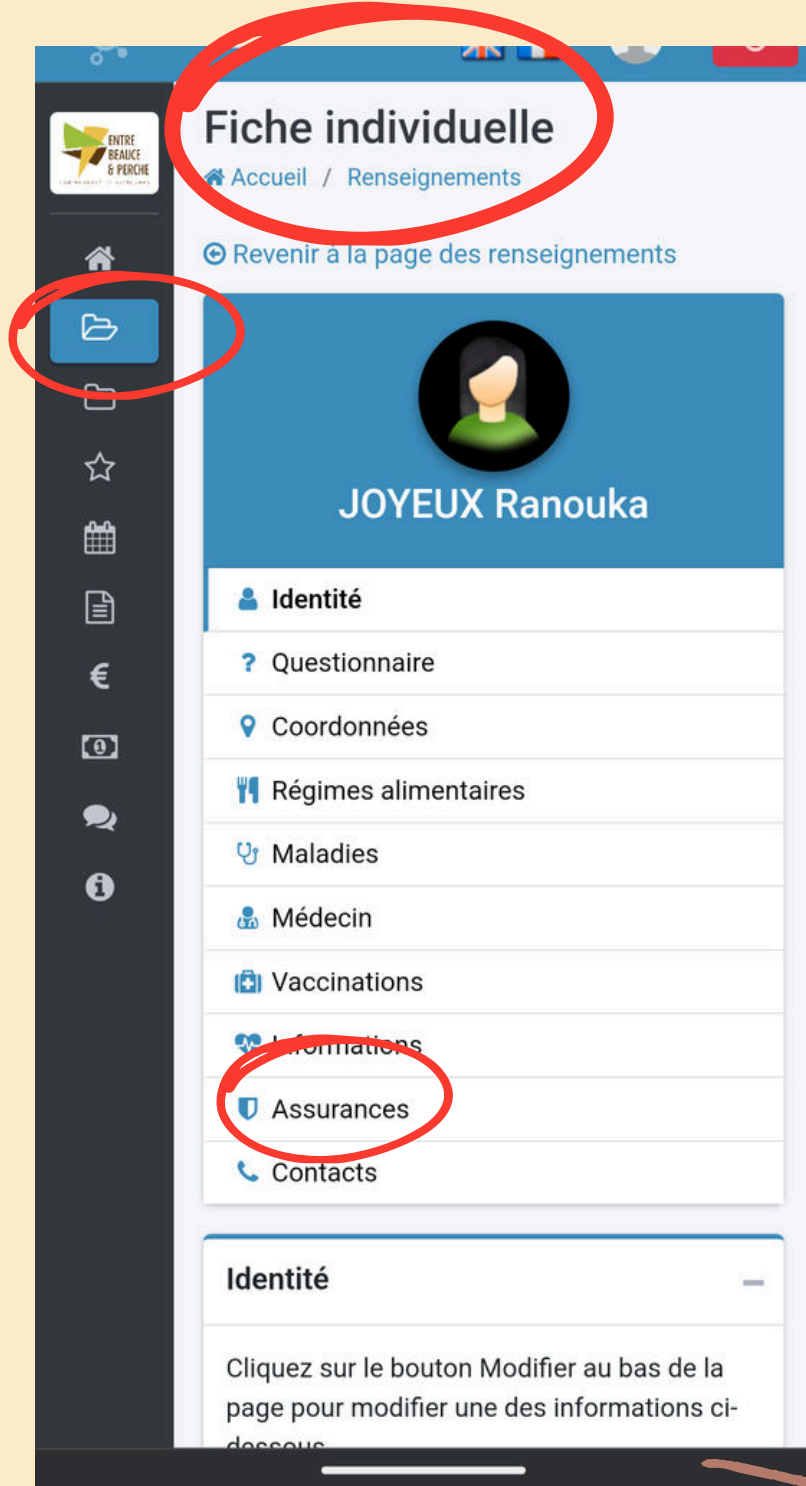 ENTRE
BEAUCE
& PERCHE
Fiche individuelle
Accueil / Renseignements
Revenir à la page des renseignements
JOYEUX Ranouka
Identité
? Questionnaire
Coordonnées
Régimes alimentaires
Maladies
Médecin
Vaccinations
Informations
Assurances
Contacts
€
Identité
Cliquez sur le bouton Modifier au bas de la
page pour modifier une des informations ci-
dessous